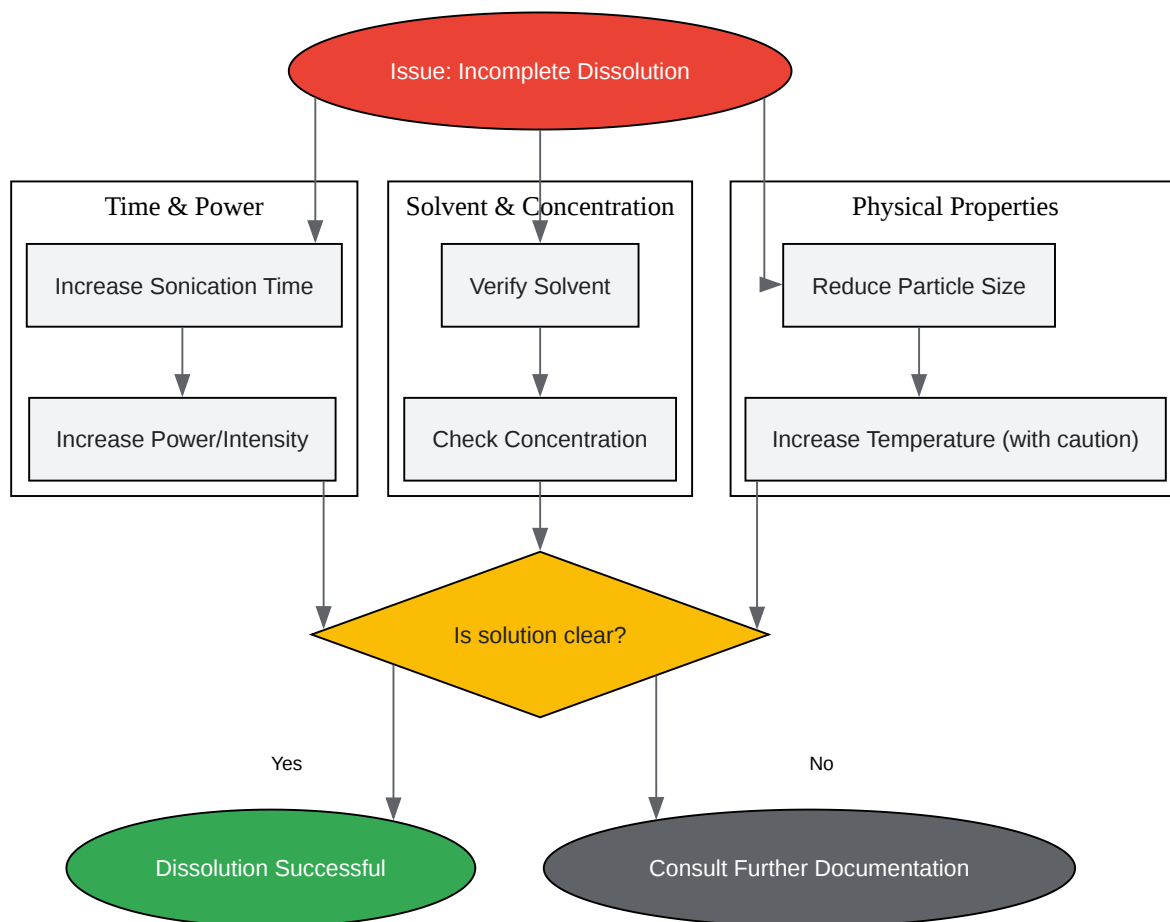 Issue: Incomplete Dissolution
Time & Power
Solvent & Concentration
Physical Properties
Increase Sonication Time
Verify Solvent
Reduce Particle Size
Increase Power/Intensity
Check Concentration
Increase Temperature (with caution)
Is solution clear?
Yes
No
Dissolution Successful
Consult Further Documentation